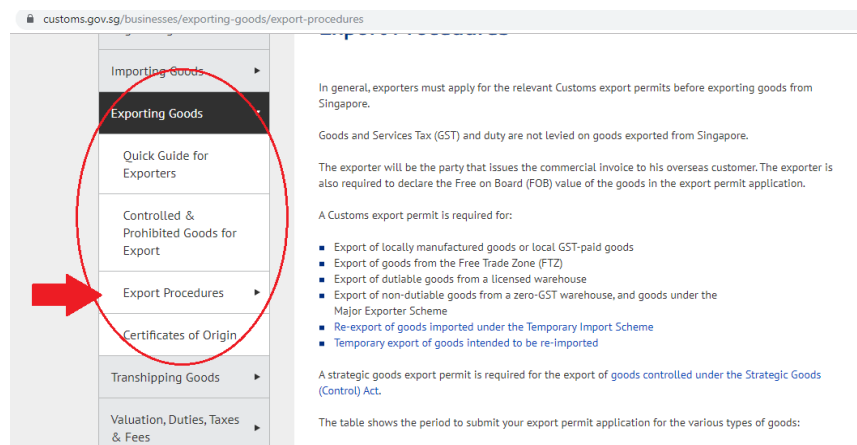 customs.gov.sg/businesses/exporting-goods/export-procedures
Export Procedures
Importing Goods
Exporting Goods
Quick Guide for
Exporters
Controlled &
Prohibited Goods for
Export
Export Procedures
Certificates of Origin
Transhipping Goods
Valuation, Duties, Taxes
& Fees
In general, exporters must apply for the relevant Customs export permits before exporting goods from
Singapore.
Goods and Services Tax (GST) and duty are not levied on goods exported from Singapore.
The exporter will be the party that issues the commercial invoice to his overseas customer. The exporter is
also required to declare the Free on Board (FOB) value of the goods in the export permit application.
A Customs export permit is required for:
Export of locally manufactured goods or local GST-paid goods
Export of goods from the Free Trade Zone (FTZ)
Export of dutiable goods from a licensed warehouse
Export of non-dutiable goods from a zero-GST warehouse, and goods under the
Major Exporter Scheme
Re-export of goods imported under the Temporary Import Scheme
Temporary export of goods intended to be re-imported
A strategic goods export permit is required for the export of goods controlled under the Strategic Goods
(Control) Act.
The table shows the period to submit your export permit application for the various types of goods: